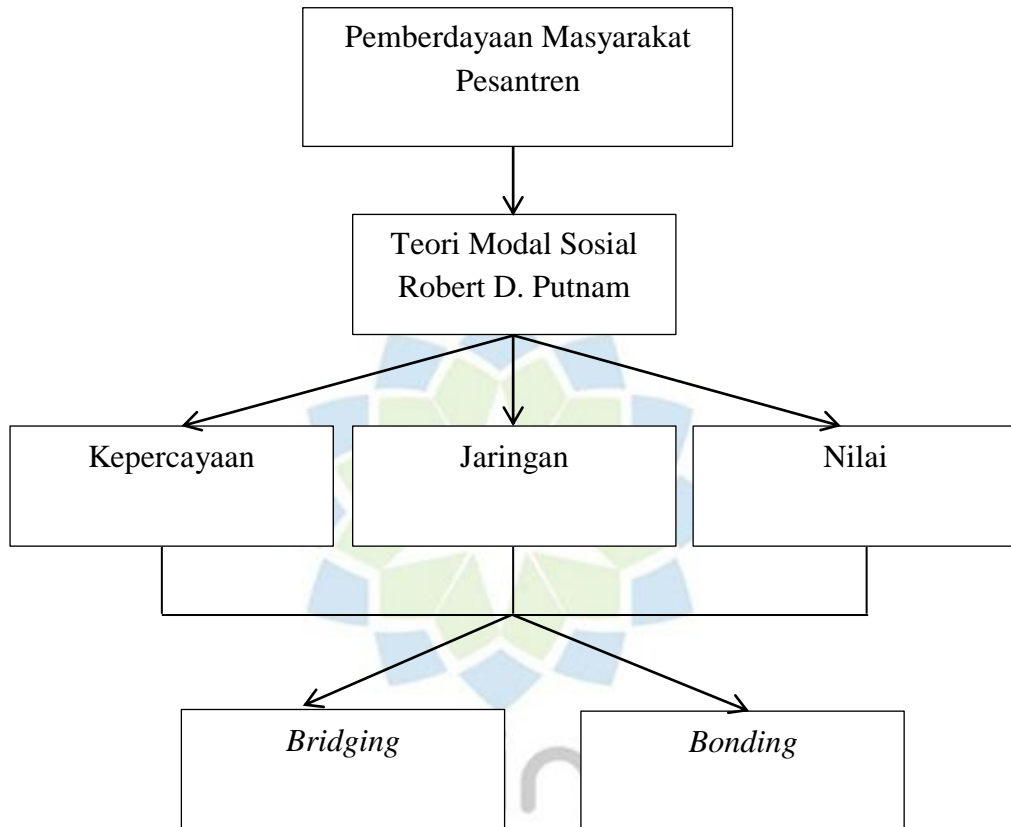 Pemberdayaan Masyarakat
Pesantren
Teori Modal Sosial
Robert D. Putnam
Kepercayaan
Jaringan
Nilai
Bridging
Bonding